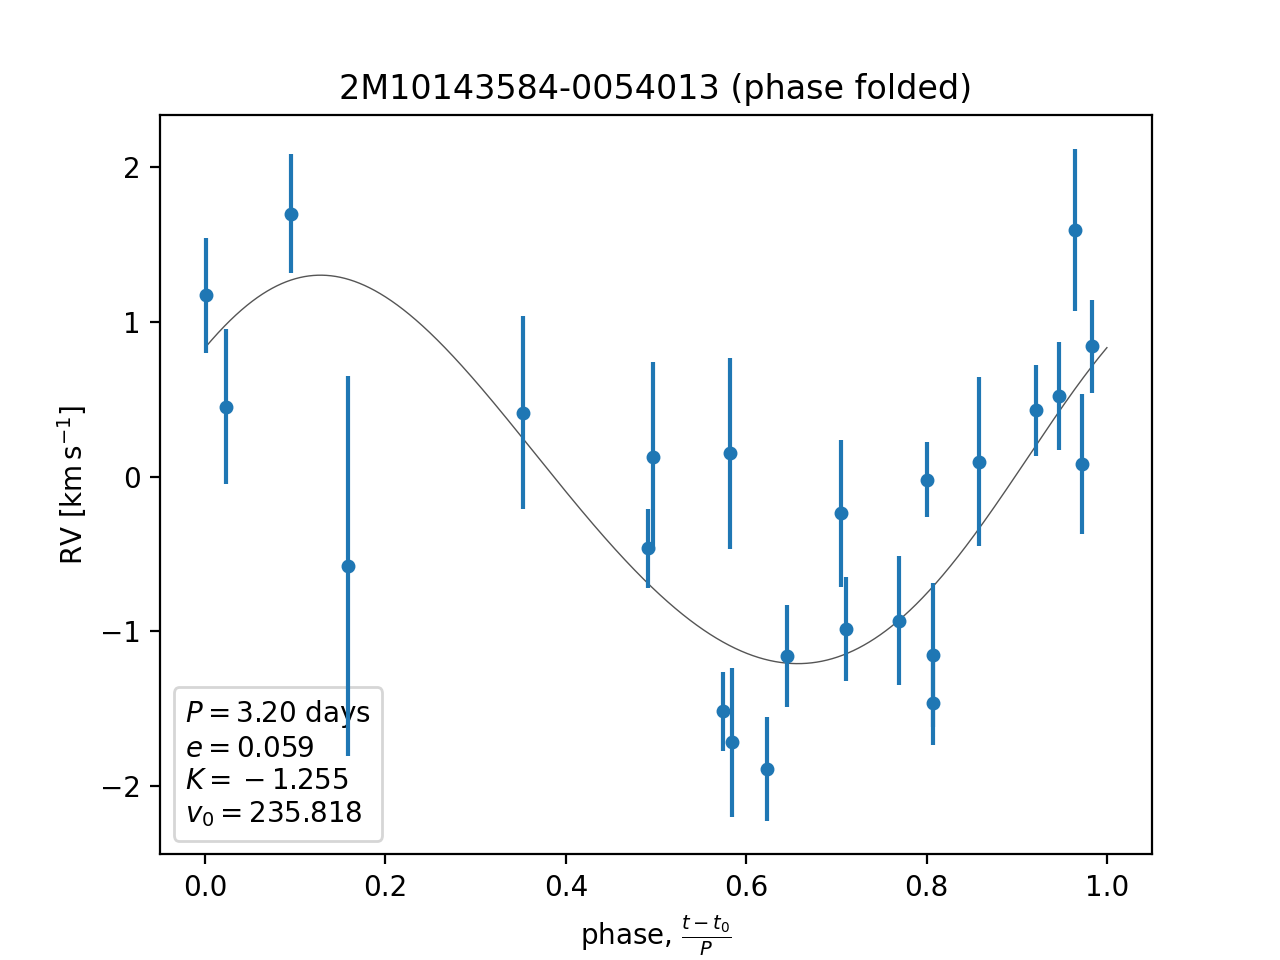 2M10143584-0054013 (phase folded)
RV [km s⁻¹]
2
1
0
−1
−2
P = 3.20 days
e = 0.059
K = −1.255
v₀ = 235.818
0.0 0.2 0.4 0.6 0.8 1.0
phase, (t − t₀)/P